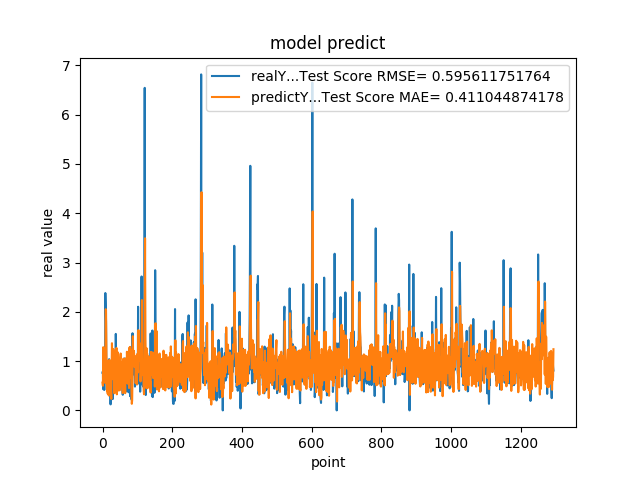 model predict
realY...Test Score RMSE= 0.595611751764
predictY...Test Score MAE= 0.411044874178
real value
7
6
5
4
3
2
1
0
0 200 400 600 800 1000 1200
point